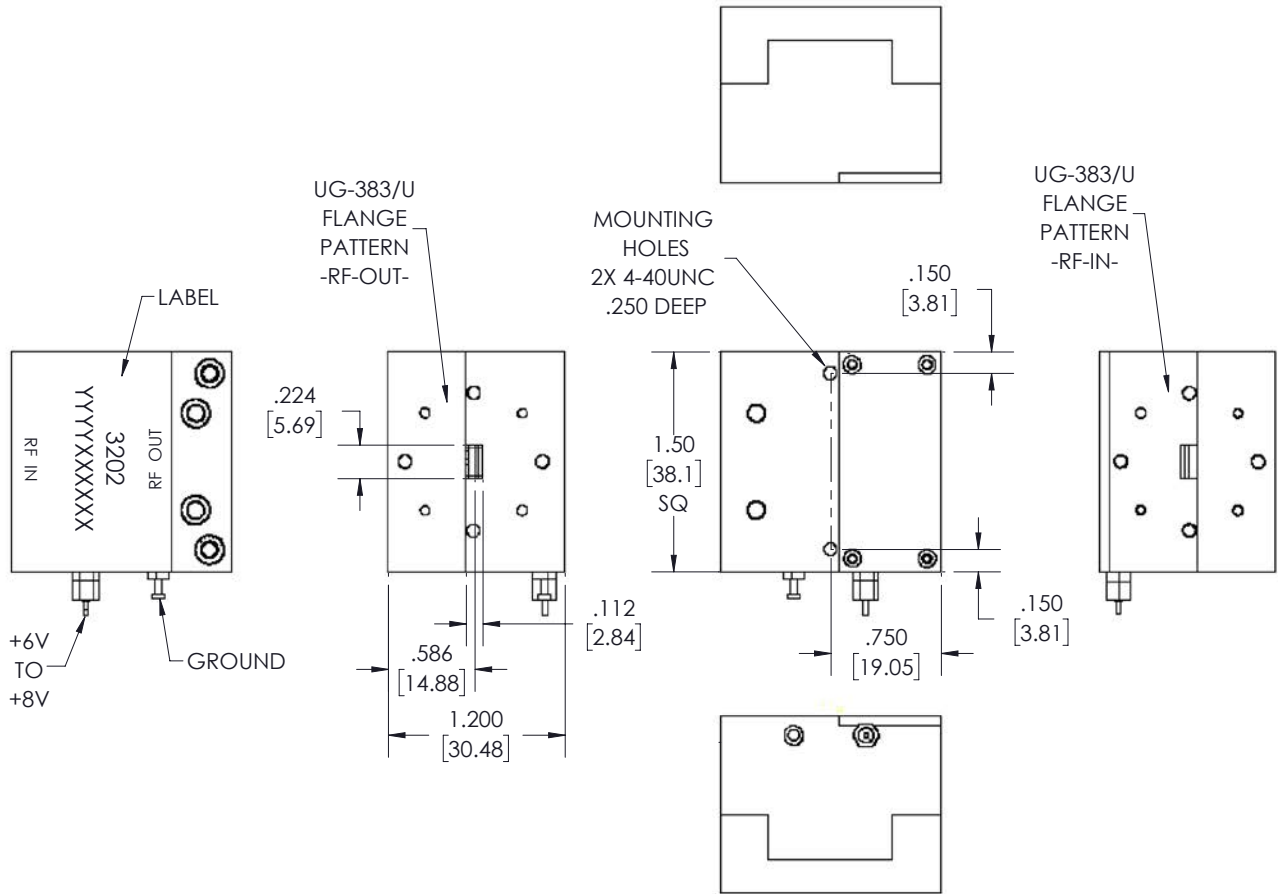 UG-383/U
FLANGE
PATTERN
-RF-OUT-
MOUNTING
HOLES
2X 4-40UNC
.250 DEEP
UG-383/U
FLANGE
PATTERN
-RF-IN-
.150
[3.81]
LABEL
RF IN
YYYYXXXXXX
3202
RF OUT
.224
[5.69]
1.50
[38.1]
SQ
+6V
TO
+8V
GROUND
.112
[2.84]
.586
[14.88]
1.200
[30.48]
.750
[19.05]
.150
[3.81]